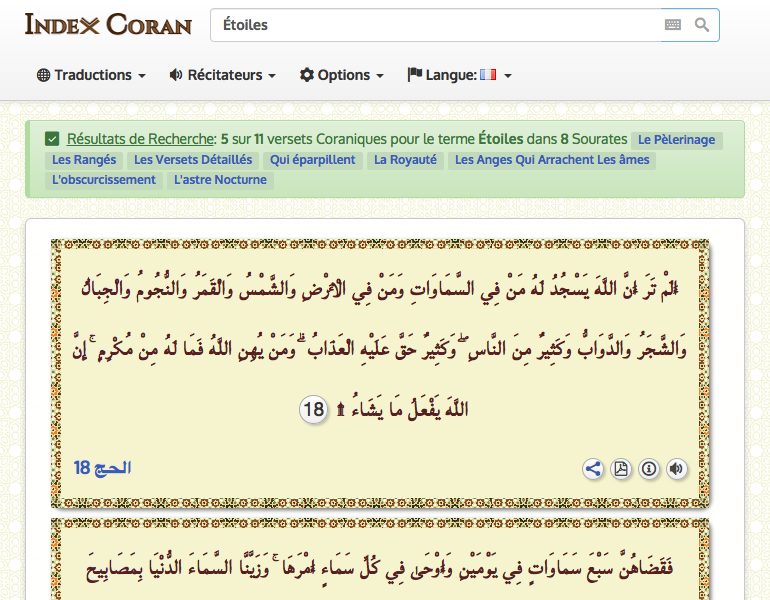 Index Coran
Étoiles
Traductions
Récitateurs
Options
Langue:
Résultats de Recherche: 5 sur 11 versets Coraniques pour le terme Étoiles dans 8 Sourates Le Pèlerinage
Les Rangés Les Versets Détaillés Qui éparpillent La Royauté Les Anges Qui Arrachent Les âmes
L'obscurcissement L'astre Nocturne
أَلَمْ تَرَ أَنَّ اللَّهَ يَسْجُدُ لَهُ مَنْ فِي السَّمَاوَاتِ وَمَنْ فِي الْأَرْضِ وَالشَّمْسُ وَالْقَمَرُ وَالنُّجُومُ وَالْجِبَالُ
وَالشَّجَرُ وَالدَّوَابُّ وَكَثِيرٌ مِنَ النَّاسِ ۖ وَكَثِيرٌ حَقَّ عَلَيْهِ الْعَذَابُ ۗ وَمَنْ يُهِنِ اللَّهُ فَمَا لَهُ مِنْ مُكْرِمٍ ۚ إِنَّ
اللَّهَ يَفْعَلُ مَا يَشَاءُ ۩ 18
الحج 18
فَقَضَاهُنَّ سَبْعَ سَمَاوَاتٍ فِي يَوْمَيْنِ وَأَوْحَى فِي كُلِّ سَمَاءٍ أَمْرَهَا ۚ وَزَيَّنَّا السَّمَاءَ الدُّنْيَا بِمَصَابِيحَ